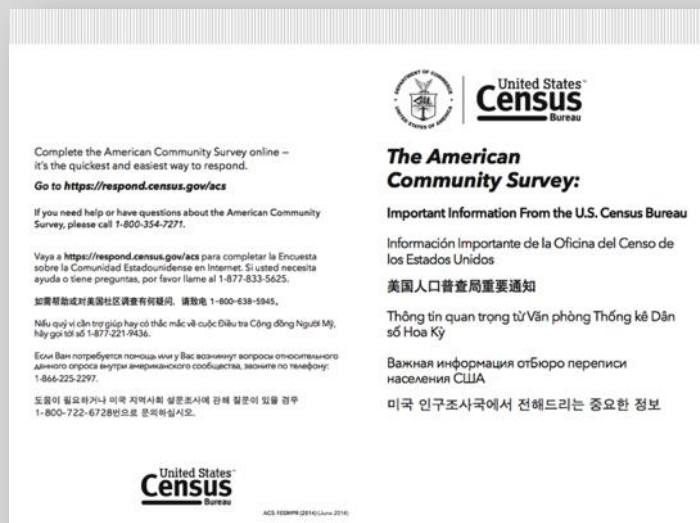 Complete the American Community Survey online –
it's the quickest and easiest way to respond.
Go to https://respond.census.gov/acs
If you need help or have questions about the American Community
Survey, please call 1-800-354-7271.
Vaya a https://respond.census.gov/acs para completar la Encuesta
sobre la Comunidad Estadounidense en Internet. Si usted necesita
ayuda o tiene preguntas, por favor llame al 1-877-833-5625.
如需帮助或对美国社区调查有何疑问，请致电 1-800-638-5945。
Nếu quý vị cần trợ giúp hay có thắc mắc về cuộc Điều tra Cộng đồng Người Mỹ,
hãy gọi tới số 1-877-221-9436.
Если Вам потребуется помощь или у Вас возникнут вопросы относительного
данного опроса внутри американского сообщества, звоните по телефону:
1-866-225-2297.
도움이 필요하거나 미국 지역사회 설문조사에 관해 질문이 있을 경우
1-800-722-6728번으로 문의하십시오.
United States™
Census
Bureau
ACS-10SMPR (2014) (June 2014)
DEPARTMENT OF COMMERCE
UNITED STATES OF AMERICA
United States™
Census
Bureau
The American
Community Survey:
Important Information From the U.S. Census Bureau
Información Importante de la Oficina del Censo de
los Estados Unidos
美国人口普查局重要通知
Thông tin quan trọng từ Văn phòng Thống kê Dân
số Hoa Kỳ
Важная информация отБюро переписи
населения США
미국 인구조사국에서 전해드리는 중요한 정보